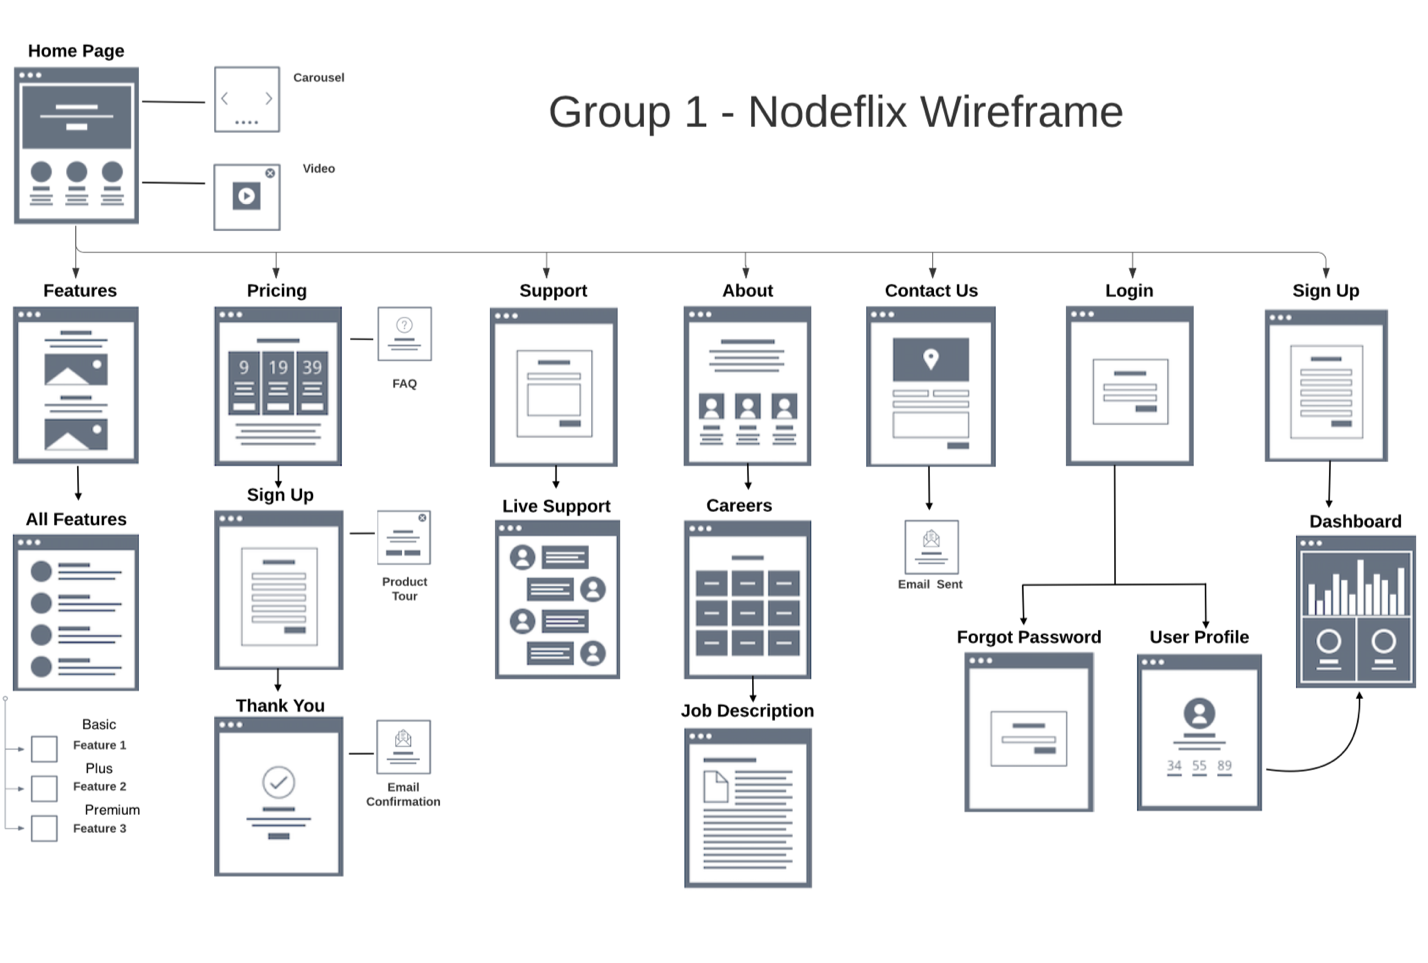 Home Page
Carousel
Group 1 - Nodeflix Wireframe
Video
Features
Pricing
Support
About
Contact Us
Login
Sign Up
9 19 39
?
FAQ
Sign Up
Live Support
Careers
All Features
Dashboard
Product
Tour
Email Sent
Forgot Password
User Profile
Thank You
Job Description
Basic
Feature 1
Plus
Feature 2
Premium
Feature 3
34 55 89
Email
Confirmation